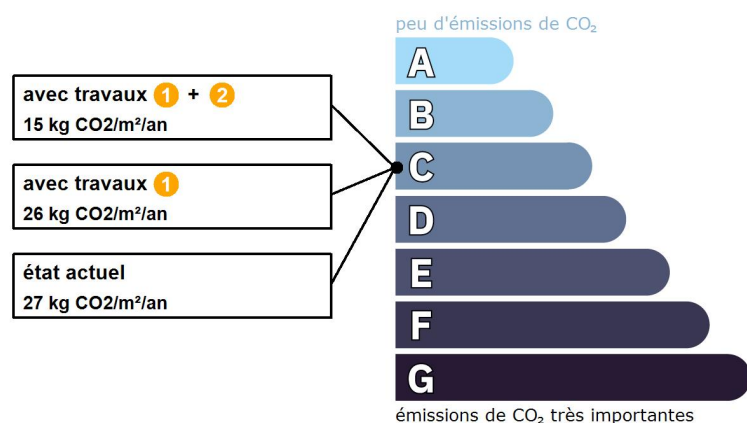 peu d'émissions de CO₂
avec travaux 1 + 2
15 kg CO2/m²/an
avec travaux 1
26 kg CO2/m²/an
état actuel
27 kg CO2/m²/an
A
B
C
D
E
F
G
émissions de CO₂ très importantes